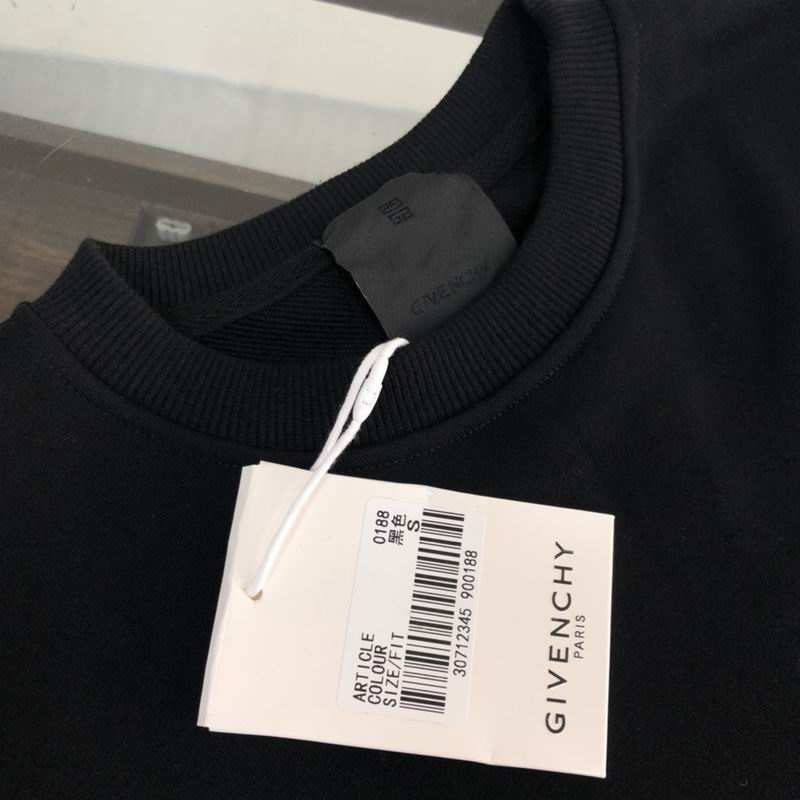 GIVENCHY
ARTICLE 0188
COLOUR 黑色
SIZE/FIT S
30712345 900188
GIVENCHY
PARIS